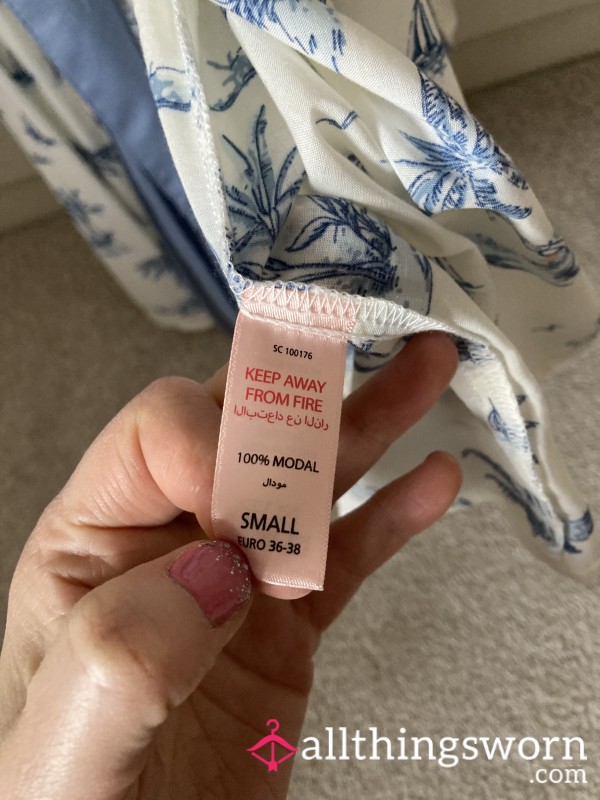 SC 100176
KEEP AWAY
FROM FIRE
الابتعاد عن النار
100% MODAL
مودال
SMALL
EURO 36-38
allthingsworn
.com